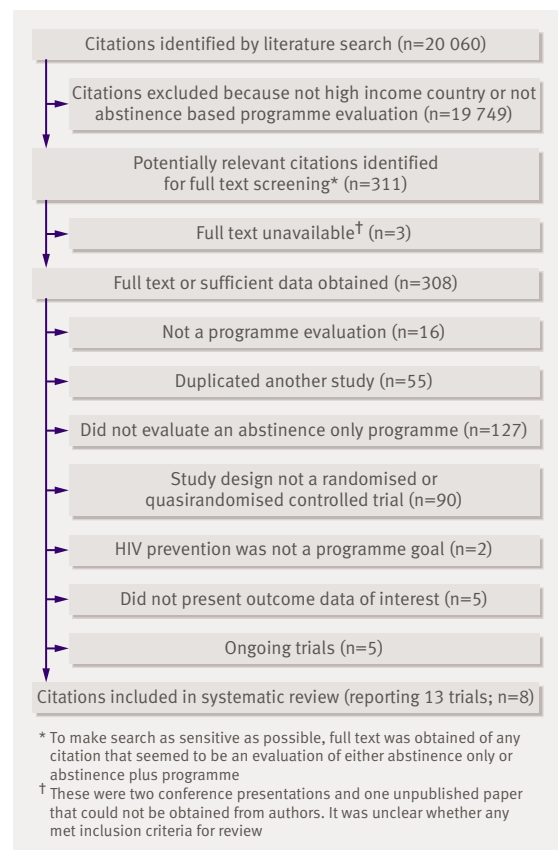 Citations identified by literature search (n=20 060)
Citations excluded because not high income country or not
abstinence based programme evaluation (n=19 749)
Potentially relevant citations identified
for full text screening* (n=311)
Full text unavailable† (n=3)
Full text or sufficient data obtained (n=308)
Not a programme evaluation (n=16)
Duplicated another study (n=55)
Did not evaluate an abstinence only programme (n=127)
Study design not a randomised or
quasirandomised controlled trial (n=90)
HIV prevention was not a programme goal (n=2)
Did not present outcome data of interest (n=5)
Ongoing trials (n=5)
Citations included in systematic review (reporting 13 trials; n=8)
* To make search as sensitive as possible, full text was obtained of any
citation that seemed to be an evaluation of either abstinence only or
abstinence plus programme
† These were two conference presentations and one unpublished paper
that could not be obtained from authors. It was unclear whether any
met inclusion criteria for review